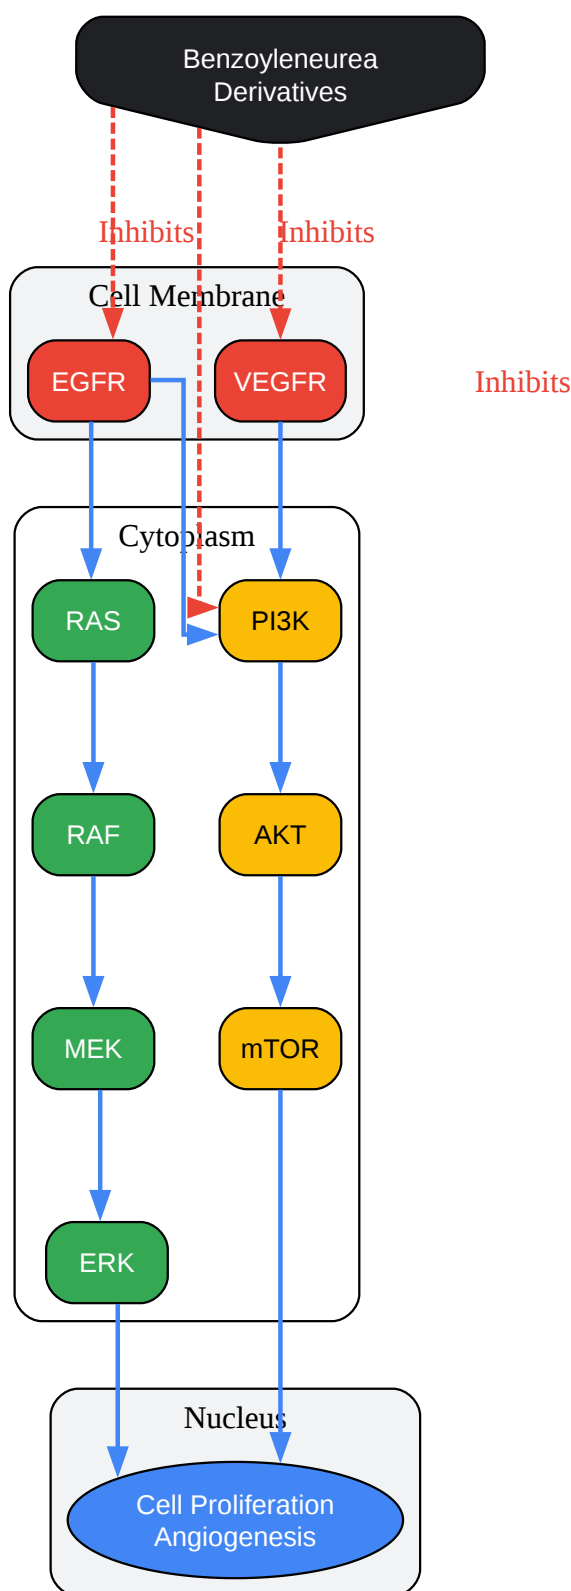 Benzoyleneurea
Derivatives
Inhibits
Inhibits
Cell Membrane
EGFR
VEGFR
Inhibits
Cytoplasm
RAS
PI3K
RAF
AKT
MEK
mTOR
ERK
Nucleus
Cell Proliferation
Angiogenesis